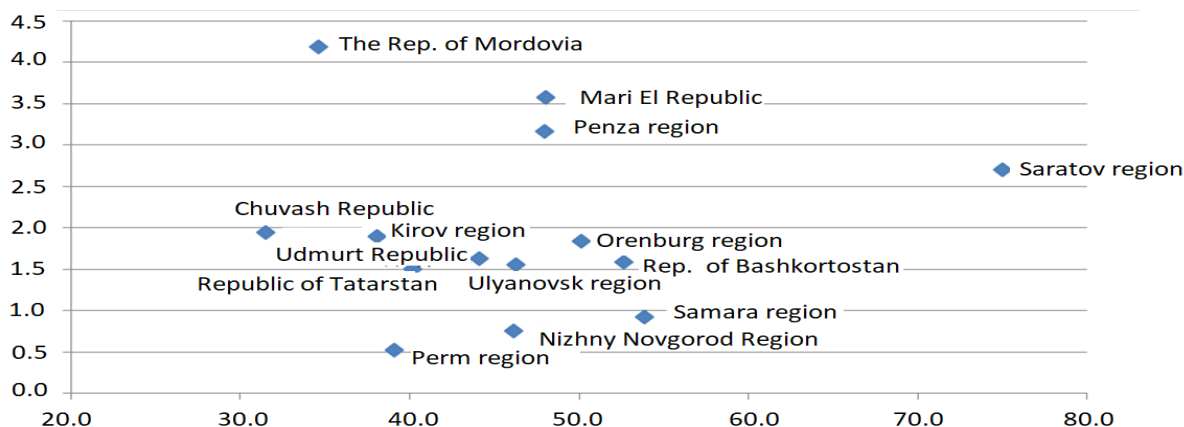 4.5
4.0
3.5
3.0
2.5
2.0
1.5
1.0
0.5
0.0
The Rep. of Mordovia
Mari El Republic
Penza region
Saratov region
Chuvash Republic
Kirov region
Orenburg region
Udmurt Republic
Rep. of Bashkortostan
Republic of Tatarstan
Ulyanovsk region
Samara region
Nizhny Novgorod Region
Perm region
20.0 30.0 40.0 50.0 60.0 70.0 80.0